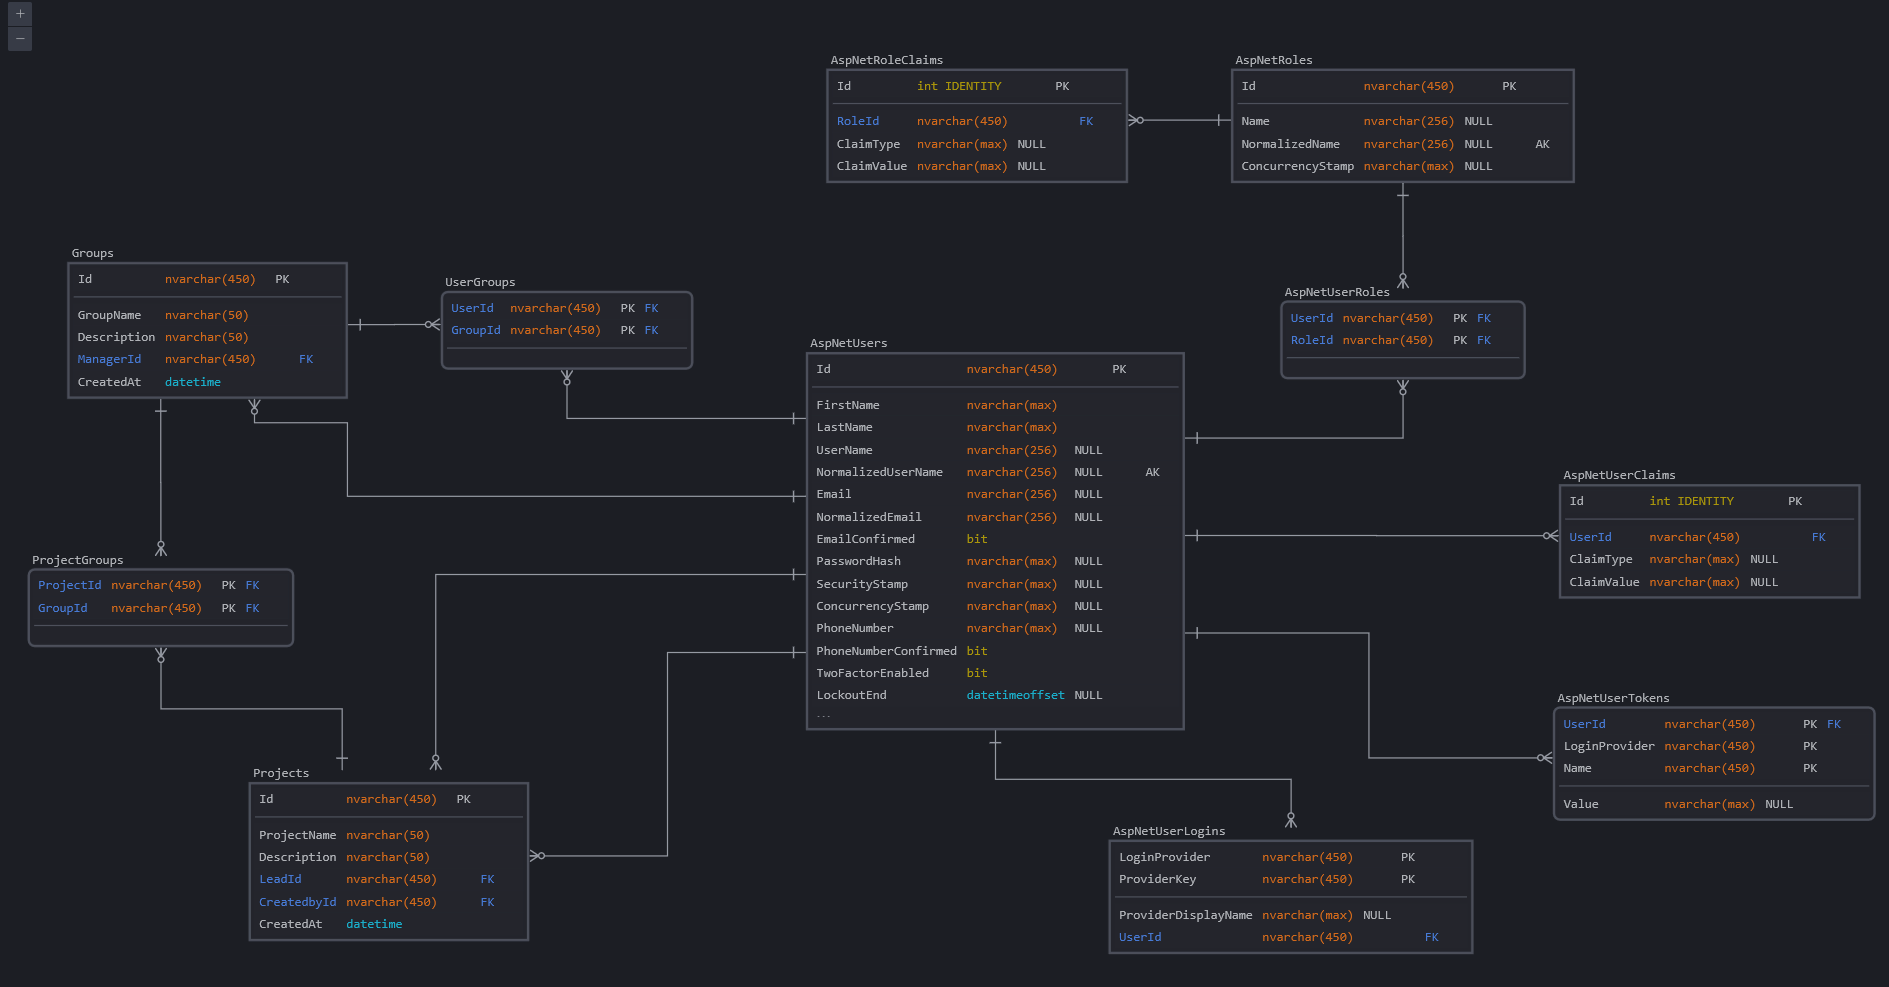 +
−
AspNetRoleClaims
Id int IDENTITY PK
RoleId nvarchar(450) FK
ClaimType nvarchar(max) NULL
ClaimValue nvarchar(max) NULL
AspNetRoles
Id nvarchar(450) PK
Name nvarchar(256) NULL
NormalizedName nvarchar(256) NULL AK
ConcurrencyStamp nvarchar(max) NULL
Groups
Id nvarchar(450) PK
GroupName nvarchar(50)
Description nvarchar(50)
ManagerId nvarchar(450) FK
CreatedAt datetime
UserGroups
UserId nvarchar(450) PK FK
GroupId nvarchar(450) PK FK
AspNetUserRoles
UserId nvarchar(450) PK FK
RoleId nvarchar(450) PK FK
AspNetUsers
Id nvarchar(450) PK
FirstName nvarchar(max)
LastName nvarchar(max)
UserName nvarchar(256) NULL
NormalizedUserName nvarchar(256) NULL AK
Email nvarchar(256) NULL
NormalizedEmail nvarchar(256) NULL
EmailConfirmed bit
PasswordHash nvarchar(max) NULL
SecurityStamp nvarchar(max) NULL
ConcurrencyStamp nvarchar(max) NULL
PhoneNumber nvarchar(max) NULL
PhoneNumberConfirmed bit
TwoFactorEnabled bit
LockoutEnd datetimeoffset NULL
---
AspNetUserClaims
Id int IDENTITY PK
UserId nvarchar(450) FK
ClaimType nvarchar(max) NULL
ClaimValue nvarchar(max) NULL
ProjectGroups
ProjectId nvarchar(450) PK FK
GroupId nvarchar(450) PK FK
AspNetUserTokens
UserId nvarchar(450) PK FK
LoginProvider nvarchar(450) PK
Name nvarchar(450) PK
Value nvarchar(max) NULL
Projects
Id nvarchar(450) PK
ProjectName nvarchar(50)
Description nvarchar(50)
LeadId nvarchar(450) FK
CreatedbyId nvarchar(450) FK
CreatedAt datetime
AspNetUserLogins
LoginProvider nvarchar(450) PK
ProviderKey nvarchar(450) PK
ProviderDisplayName nvarchar(max) NULL
UserId nvarchar(450) FK